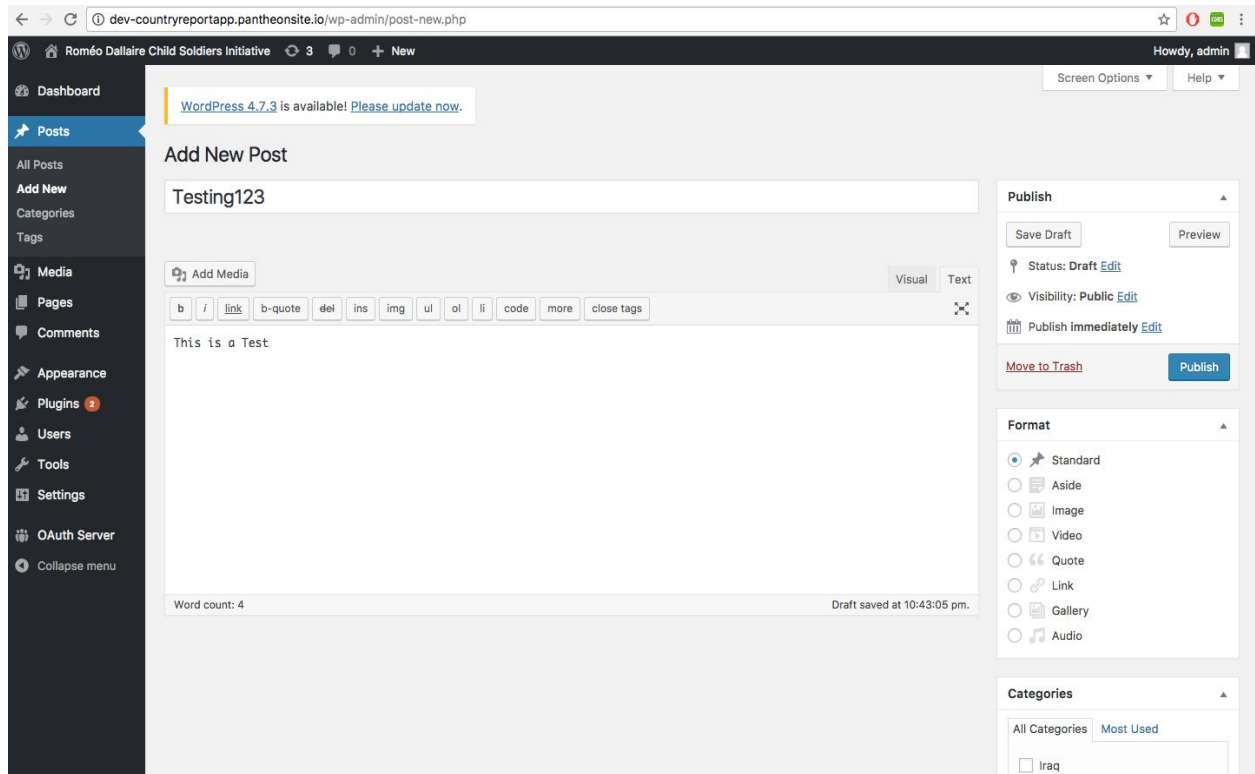 dev-countryreportapp.pantheonsite.io/wp-admin/post-new.php
Roméo Dallaire Child Soldiers Initiative 3 0 + New Howdy, admin
Screen Options Help
Dashboard
Posts
All Posts
Add New
Categories
Tags
Media
Pages
Comments
Appearance
Plugins 2
Users
Tools
Settings
OAuth Server
Collapse menu
WordPress 4.7.3 is available! Please update now.
Add New Post
Testing123
Add Media
Visual Text
b i link b-quote del ins img ul ol li code more close tags
This is a Test
Word count: 4 Draft saved at 10:43:05 pm.
Publish
Save Draft Preview
Status: Draft Edit
Visibility: Public Edit
Publish immediately Edit
Move to Trash Publish
Format
Standard
Aside
Image
Video
Quote
Link
Gallery
Audio
Categories
All Categories Most Used
Iraq